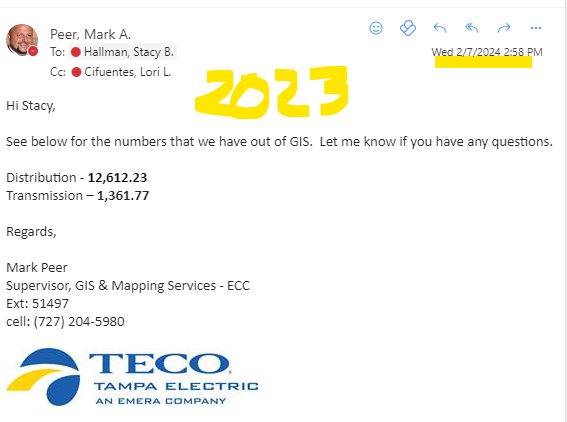 Peer, Mark A.
To: Hallman, Stacy B.
Cc: Cifuentes, Lori L.
Wed 2/7/2024 2:58 PM
2023
Hi Stacy,
See below for the numbers that we have out of GIS.  Let me know if you have any questions.
Distribution - 12,612.23
Transmission – 1,361.77
Regards,
Mark Peer
Supervisor, GIS & Mapping Services - ECC
Ext: 51497
cell: (727) 204-5980
TECO
TAMPA ELECTRIC
AN EMERA COMPANY